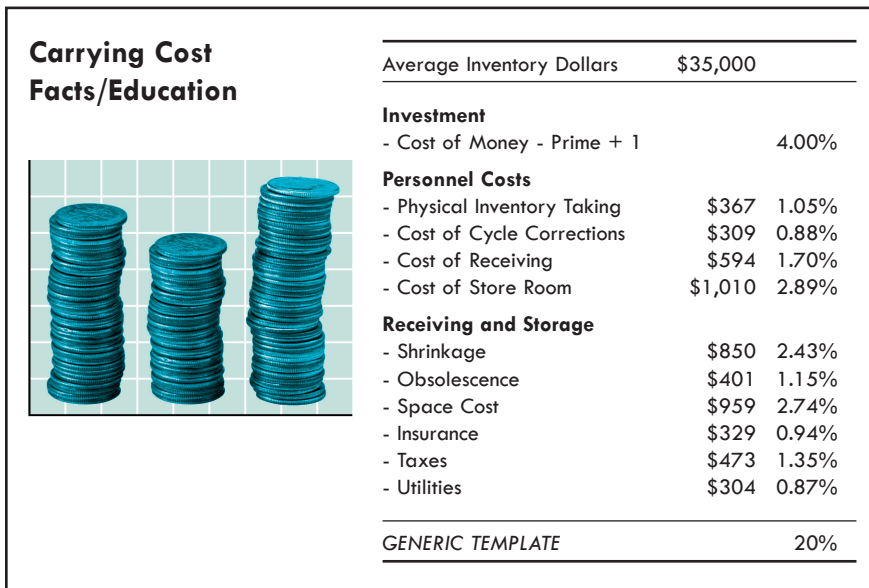 Carrying Cost
Facts/Education
Average Inventory Dollars $35,000
Investment
- Cost of Money - Prime + 1 4.00%
Personnel Costs
- Physical Inventory Taking $367 1.05%
- Cost of Cycle Corrections $309 0.88%
- Cost of Receiving $594 1.70%
- Cost of Store Room $1,010 2.89%
Receiving and Storage
- Shrinkage $850 2.43%
- Obsolescence $401 1.15%
- Space Cost $959 2.74%
- Insurance $329 0.94%
- Taxes $473 1.35%
- Utilities $304 0.87%
GENERIC TEMPLATE 20%